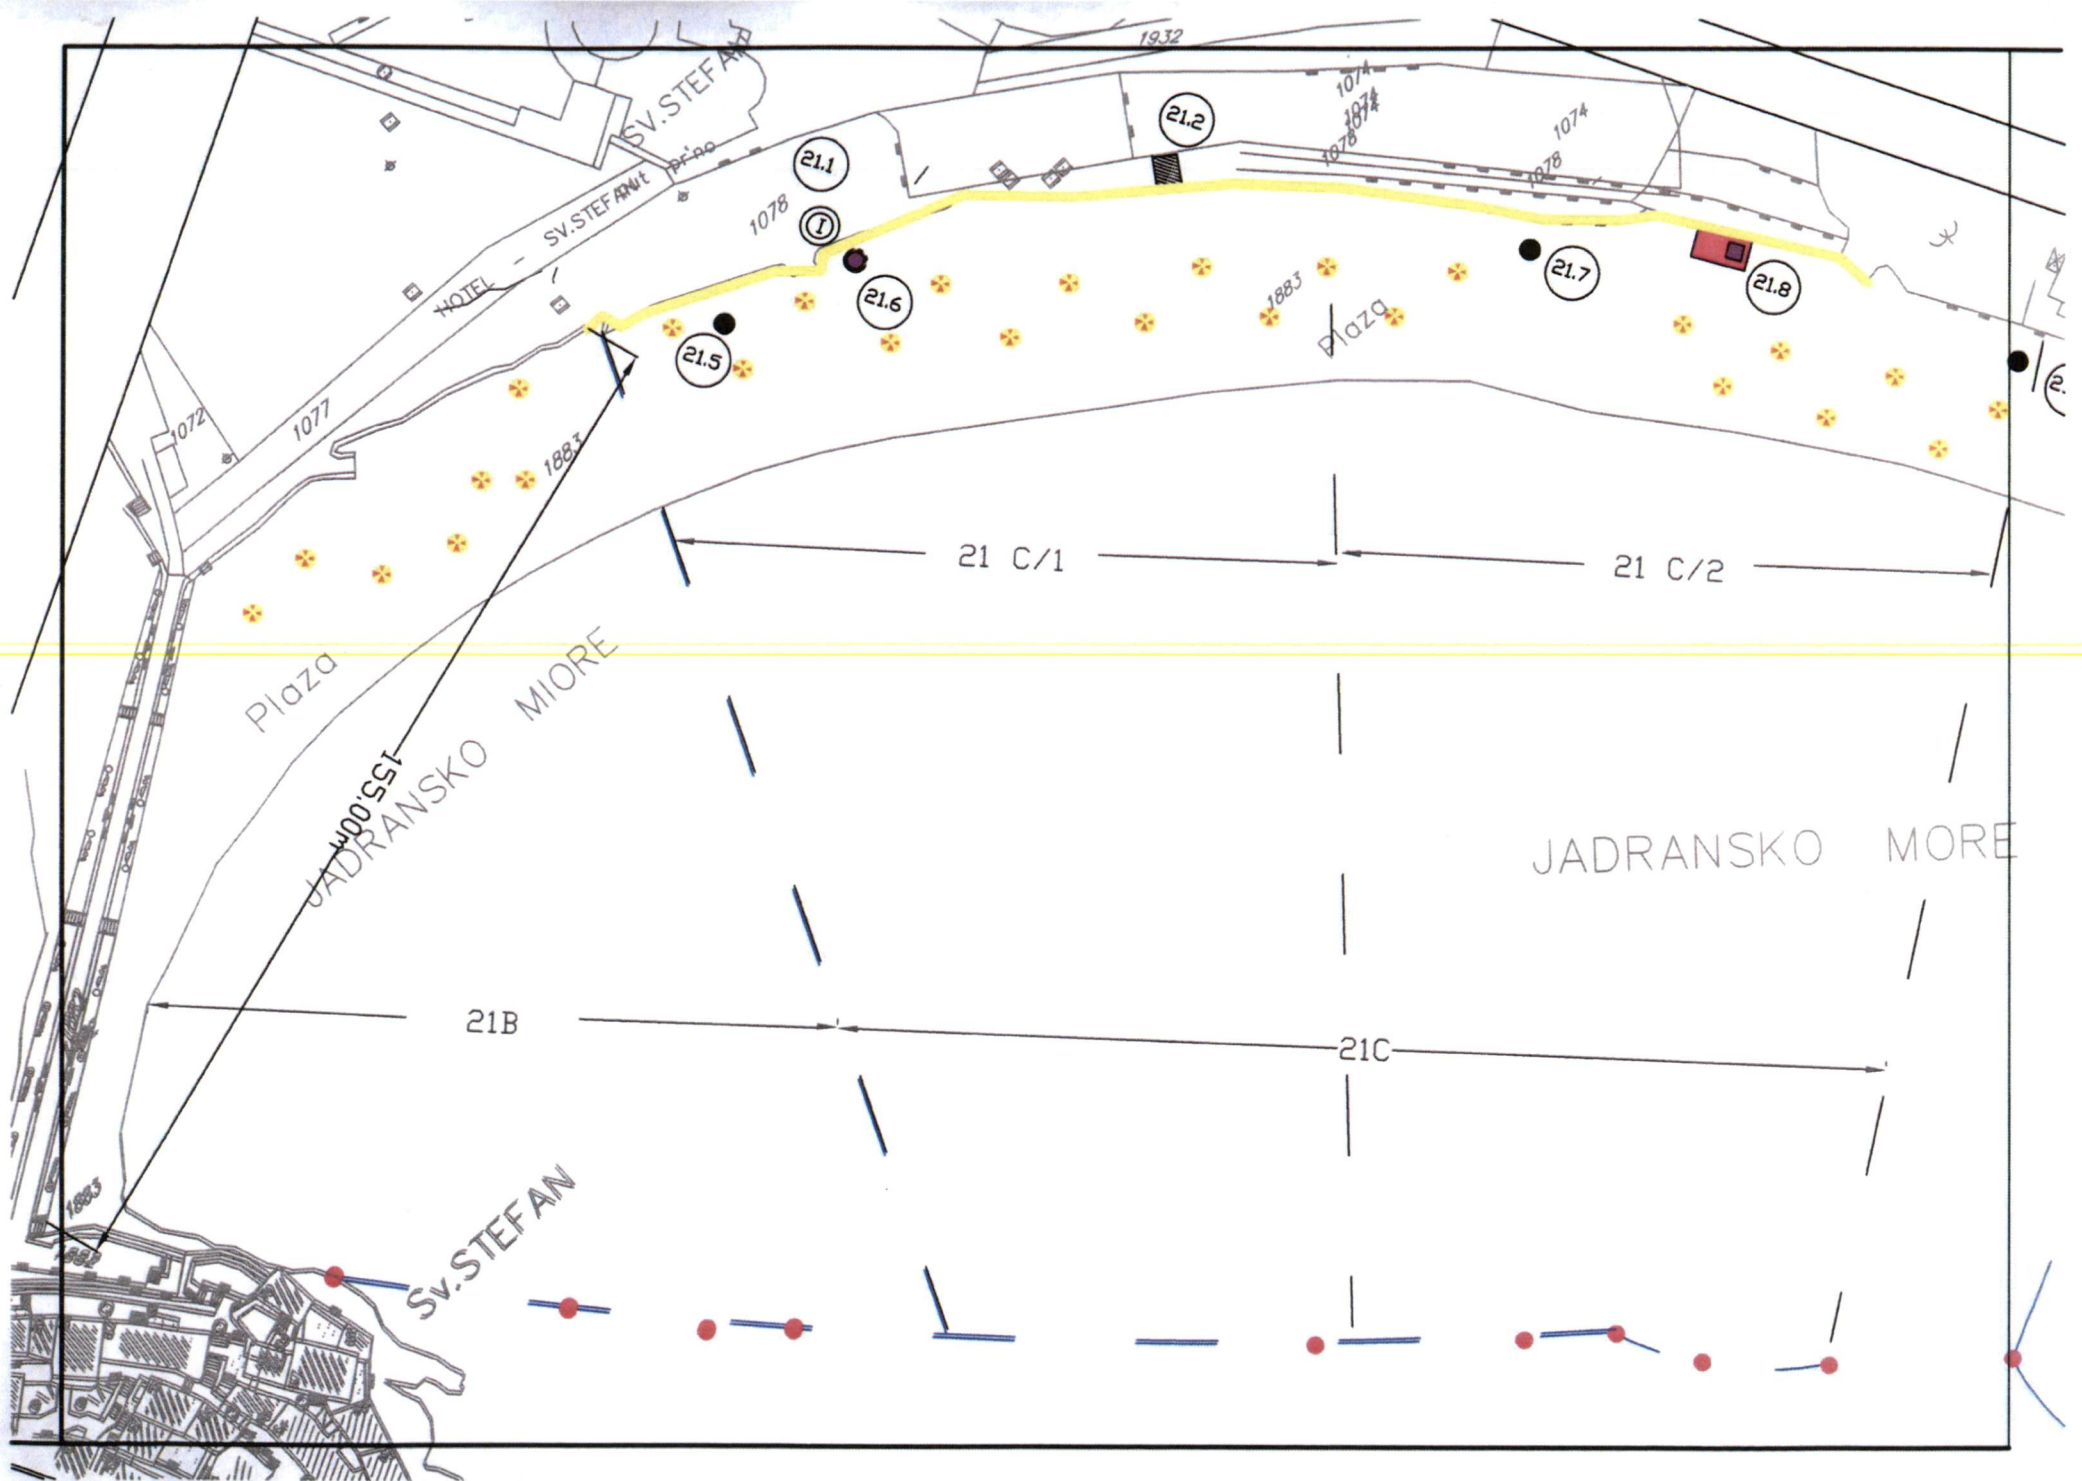 1932
SV.STEFAN
1074
1074
1074
1074
21.2
21.1
1078
1078
pr'no
SV.STEFAN
1078
I
HOTEL -
21.6
21.7
21.8
1883
Plaza
21.5
1072
1077
1883
21 C/1
21 C/2
Plaza
JADRANSKO MIORE
155.00m
JADRANSKO MORE
21B
21C
1883
Sv.STEFAN